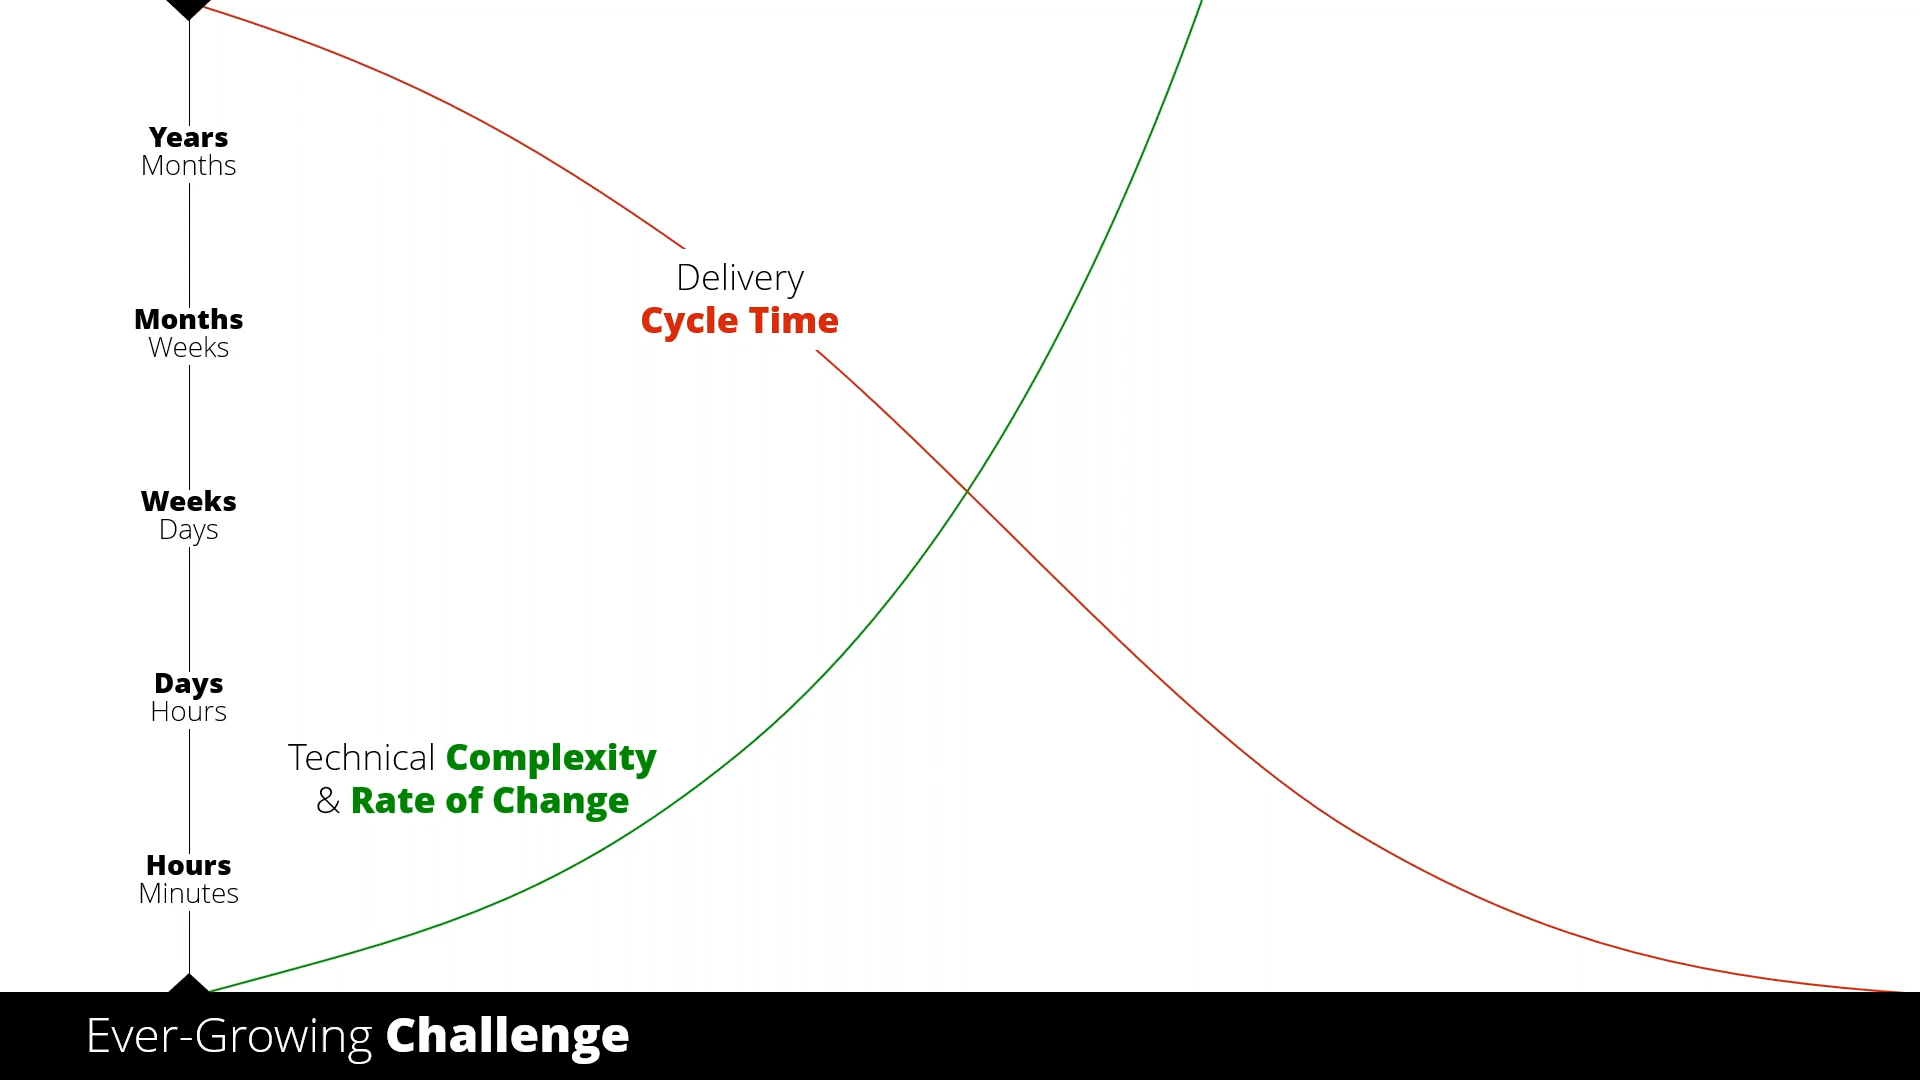 Years
Months
Months
Weeks
Weeks
Days
Days
Hours
Hours
Minutes
Delivery
Cycle Time
Technical Complexity
& Rate of Change
Ever-Growing Challenge